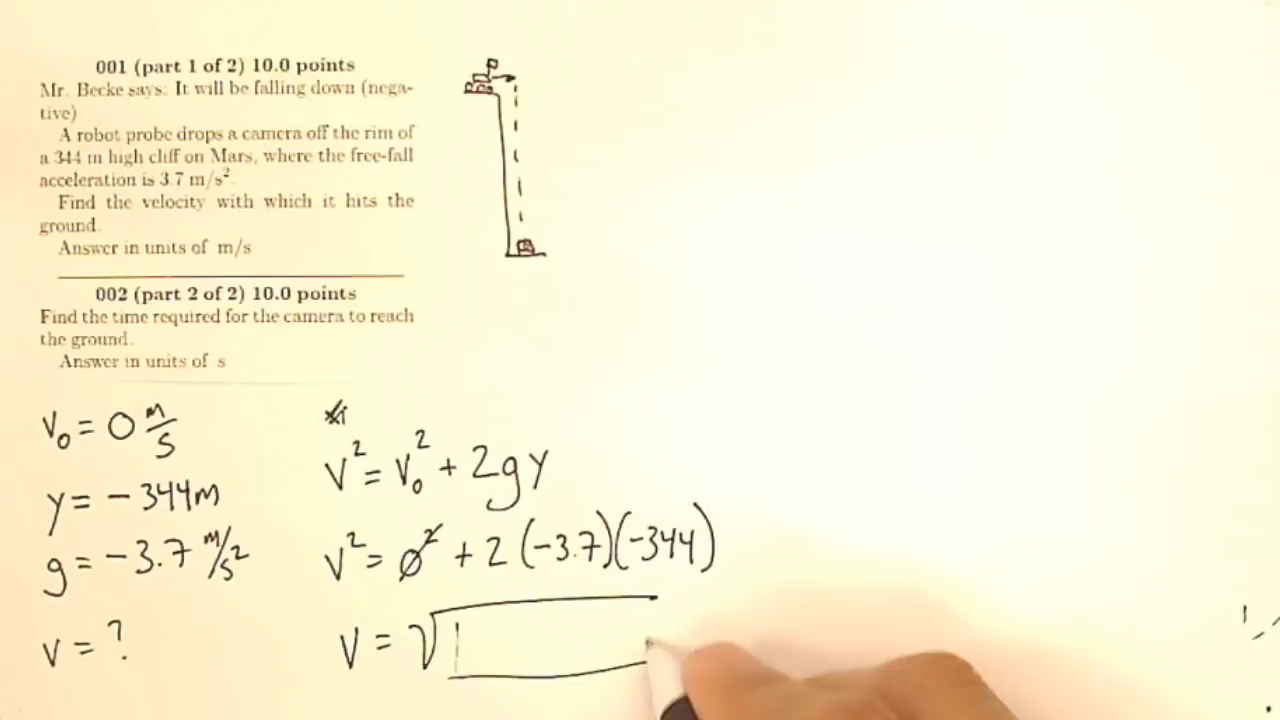 001 (part 1 of 2) 10.0 points
Mr. Becke says: It will be falling down (nega-
tive)
A robot probe drops a camera off the rim of
a 344 m high cliff on Mars, where the free-fall
acceleration is 3.7 m/s².
Find the velocity with which it hits the
ground.
Answer in units of m/s
002 (part 2 of 2) 10.0 points
Find the time required for the camera to reach
the ground.
Answer in units of s
v₀ = 0 m/s
y = -344m
g = -3.7 m/s²
v = ?
v² = v₀² + 2gy
v² = 0² + 2(-3.7)(-344)
v = √